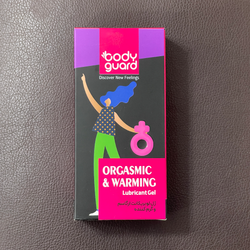 body
guard
Discover New Feelings
ORGASMIC
& WARMING
Lubricant Gel